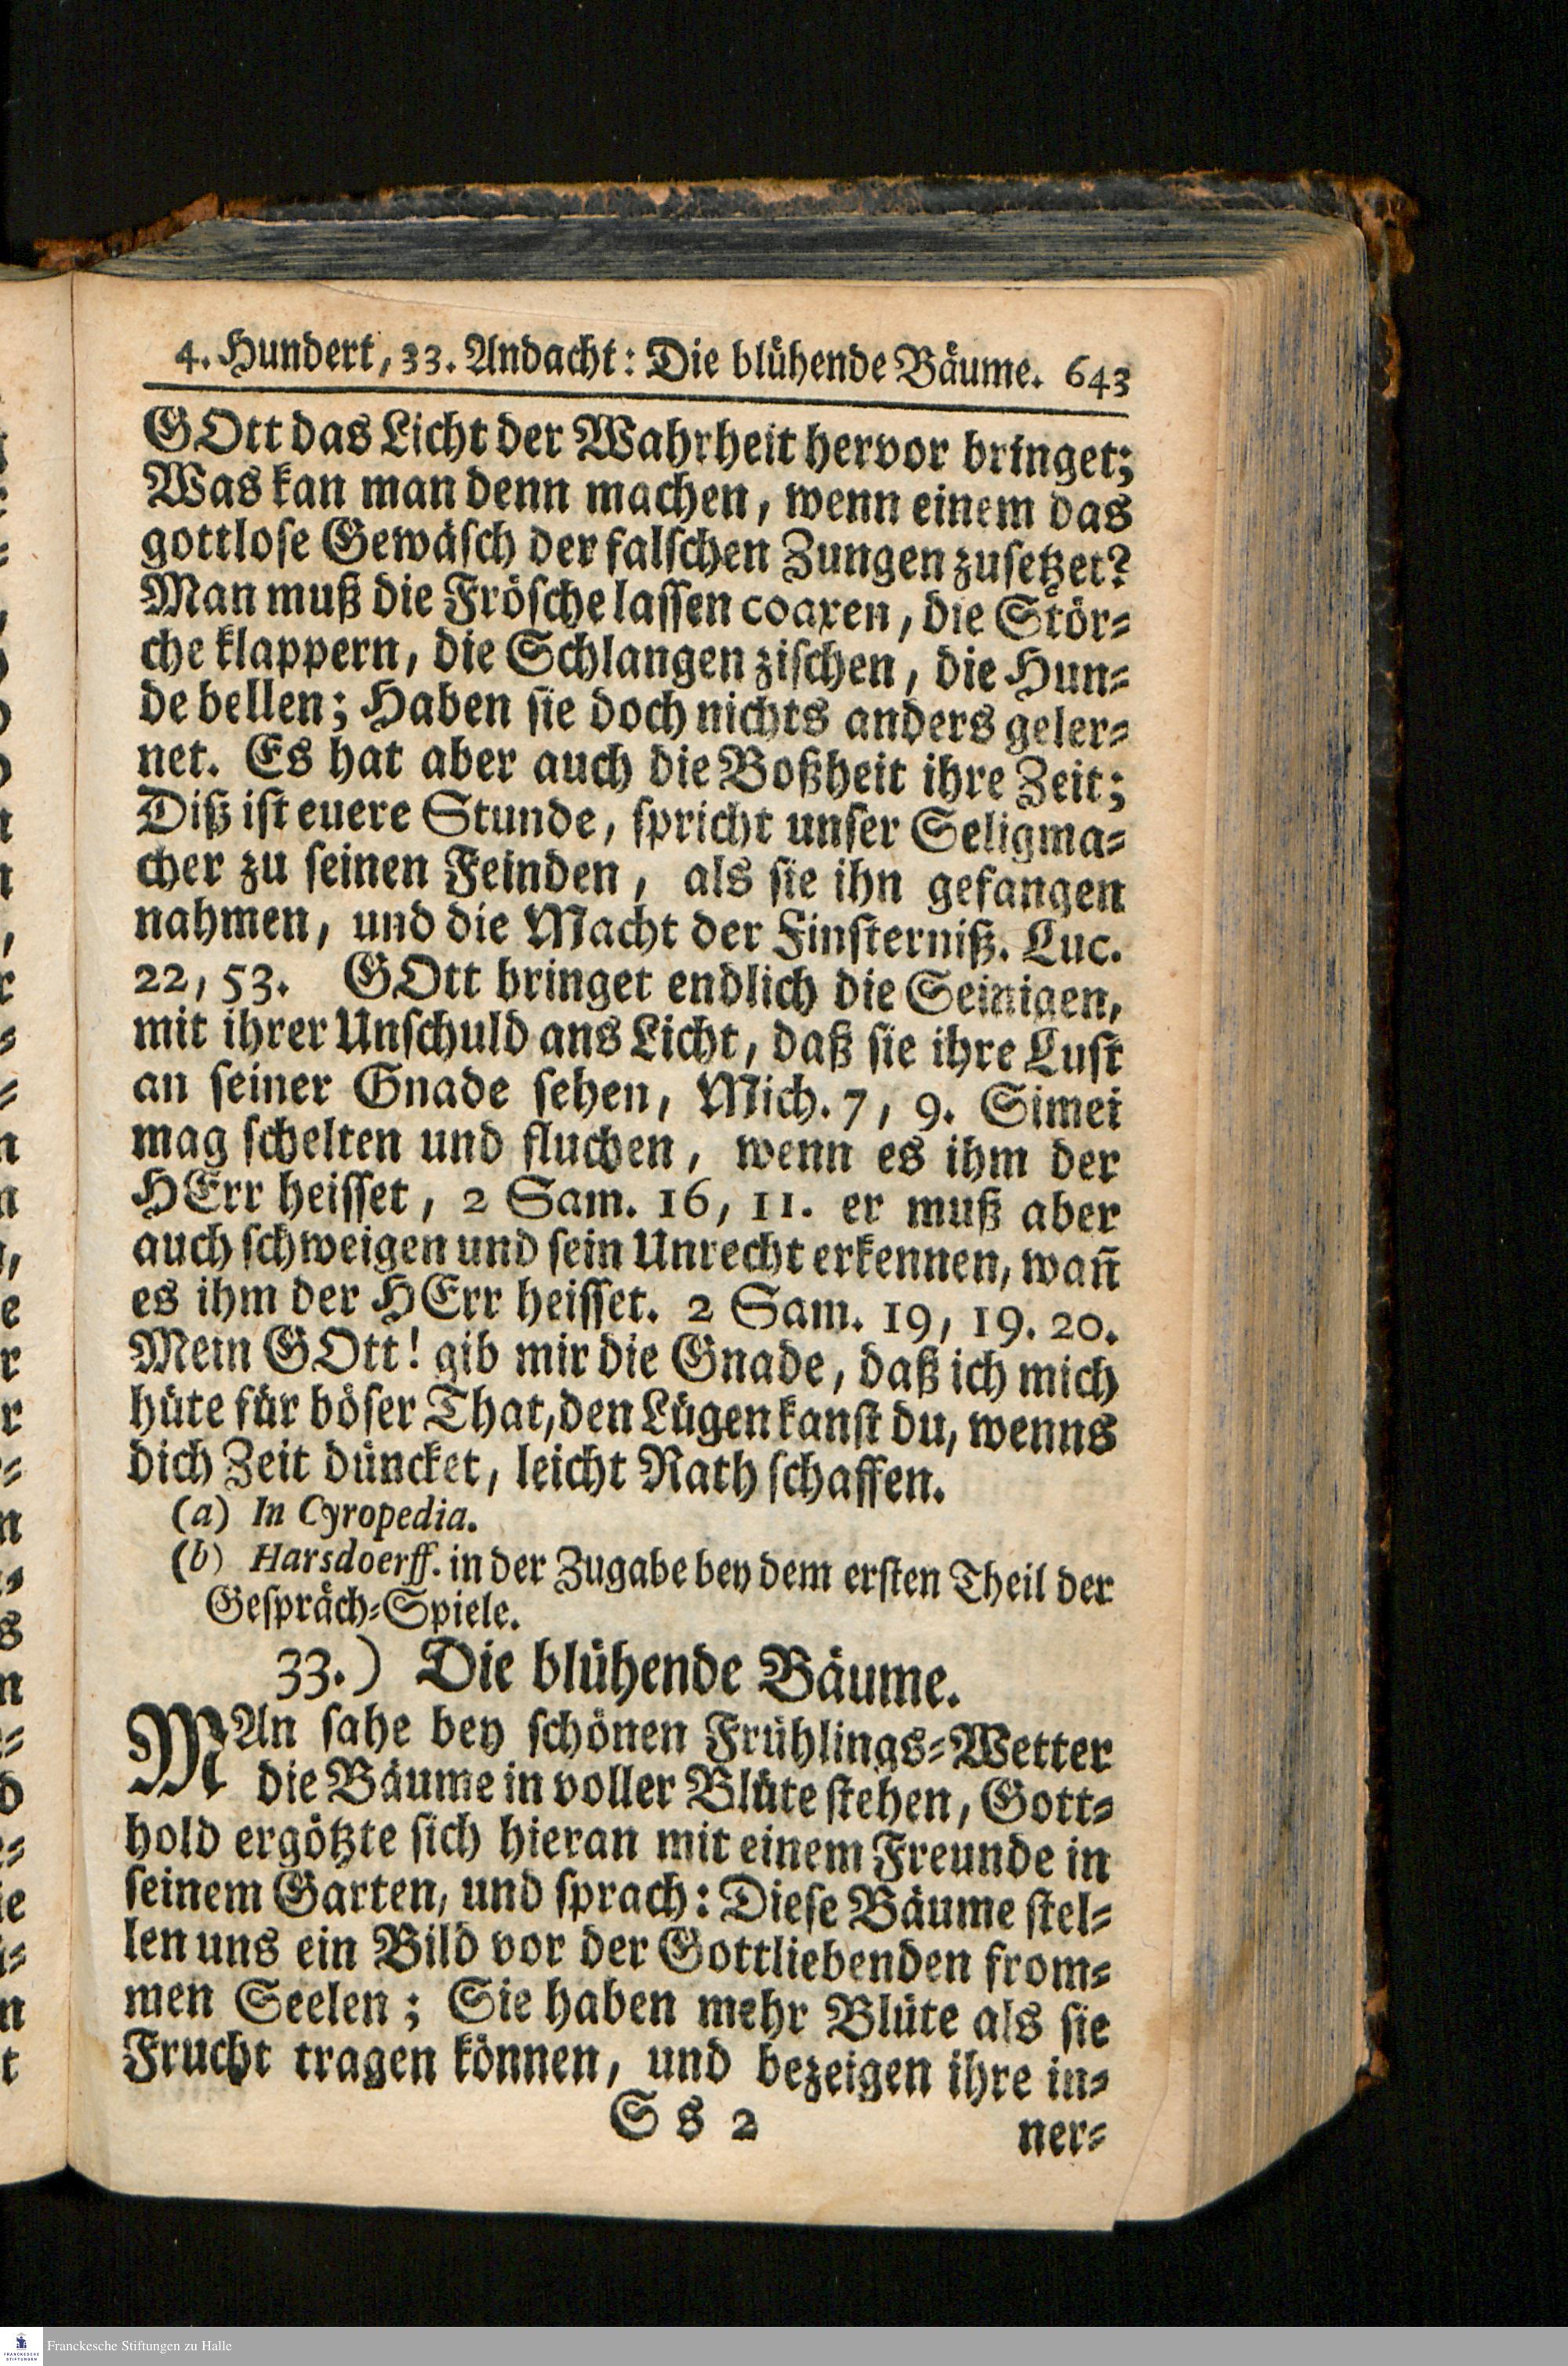 4. Hundert, 33. Andacht: Die blühende Bäume. 643
GOtt das Licht der Wahrheit hervor bringet;
Was kan man denn machen, wenn einem das
gottlose Gewäsch der falschen Zungen zusetzet?
Man muß die Frösche lassen coaxen, die Stör-
che klappern, die Schlangen zischen, die Hun-
de bellen; Haben sie doch nichts anders geler-
net. Es hat aber auch die Boßheit ihre Zeit;
Diß ist euere Stunde, spricht unser Seligma-
cher zu seinen Feinden, als sie ihn gefangen
nahmen, und die Macht der Finsterniß. Luc.
22, 53. GOtt bringet endlich die Seinigen,
mit ihrer Unschuld ans Licht, daß sie ihre Lust
an seiner Gnade sehen, Mich. 7, 9. Simei
mag schelten und fluchen, wenn es ihm der
HErr heisset, 2 Sam. 16, 11. er muß aber
auch schweigen und sein Unrecht erkennen, wañ
es ihm der HErr heisset. 2 Sam. 19, 19. 20.
Mein GOtt! gib mir die Gnade, daß ich mich
hüte für böser That, den Lügen kanst du, wenns
dich Zeit düncket, leicht Rath schaffen.
(a) In Cyropedia.
(b) Harsdoerff. in der Zugabe bey dem ersten Theil der
Gespräch-Spiele.
33.) Die blühende Bäume.
MAn sahe bey schönen Frühlings-Wetter
die Bäume in voller Blüte stehen, Gott-
hold ergötzte sich hieran mit einem Freunde in
seinem Garten, und sprach: Diese Bäume stel-
len uns ein Bild vor der Gottliebenden from-
men Seelen; Sie haben mehr Blüte als sie
Frucht tragen können, und bezeigen ihre in-
S s 2 ner-
Franckesche Stiftungen zu Halle